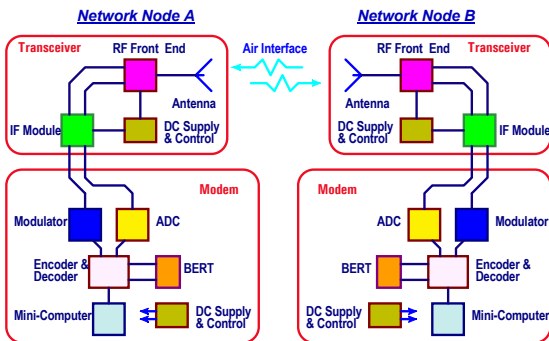 Network Node A
Network Node B
Transceiver
RF Front End
Air Interface
RF Front End
Transceiver
Antenna
Antenna
IF Module
DC Supply
& Control
DC Supply
& Control
IF Module
Modem
Modem
Modulator
ADC
ADC
Modulator
Encoder &
Decoder
BERT
BERT
Encoder &
Decoder
Mini-Computer
DC Supply
& Control
DC Supply
& Control
Mini-Computer